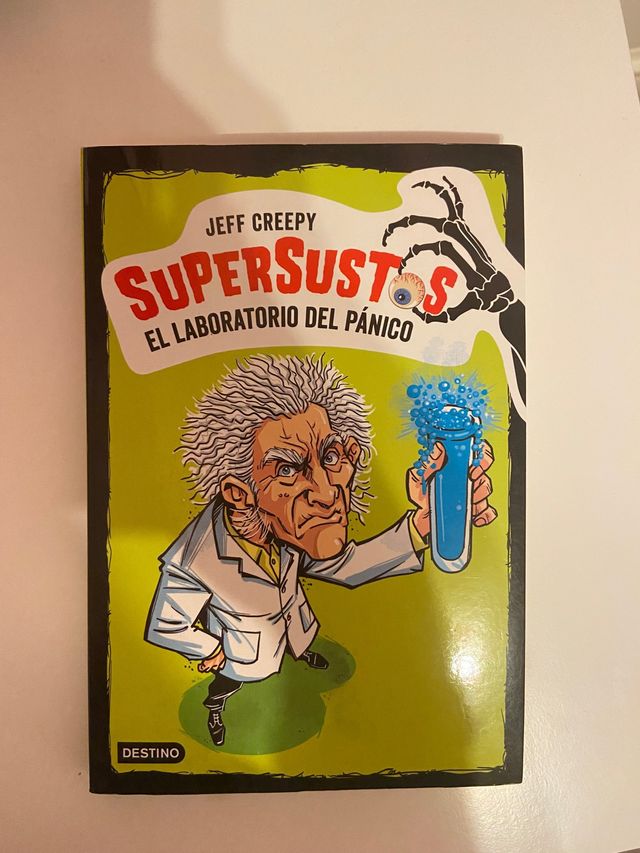 JEFF CREEPY
SUPERSUSTOS
EL LABORATORIO DEL PÁNICO
DESTINO